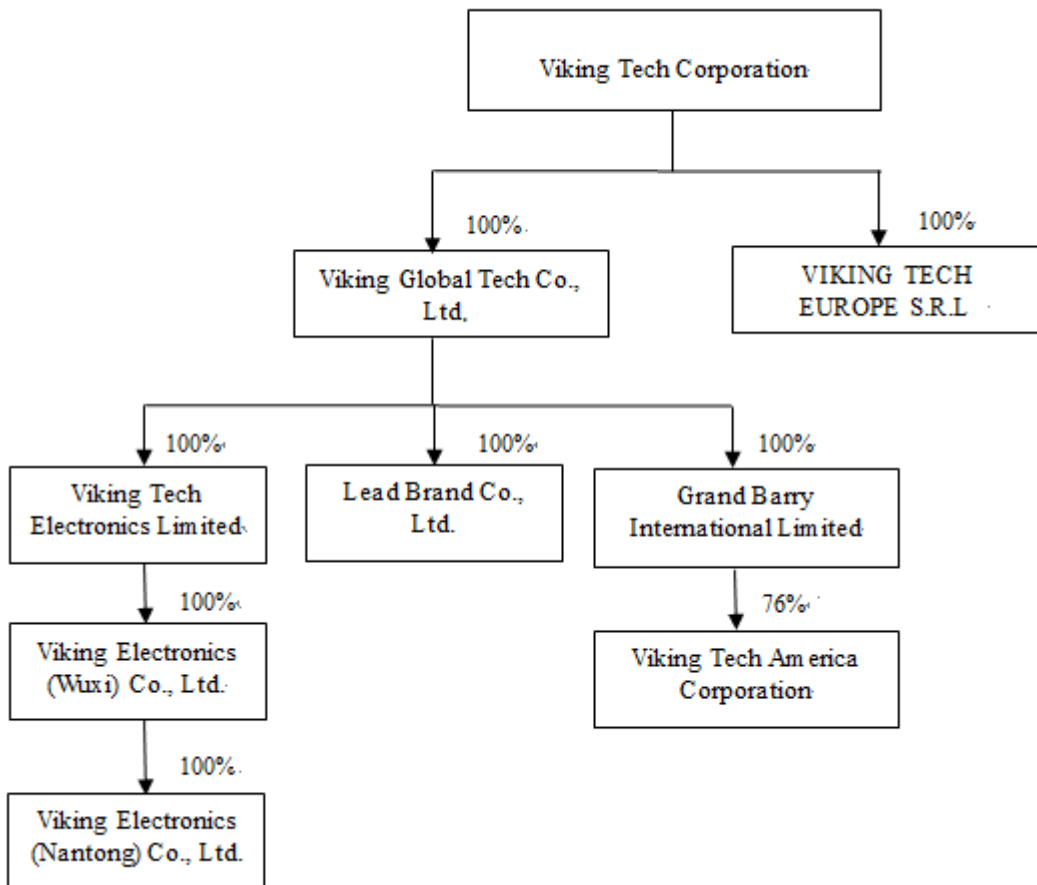 Viking Tech Corporation
100%
100%
Viking Global Tech Co.,
Ltd.
VIKING TECH
EUROPE S.R.L
100%
100%
100%
Viking Tech
Electronics Limited
Lead Brand Co.,
Ltd.
Grand Barry
International Limited
100%
76%
Viking Electronics
(Wuxi) Co., Ltd.
Viking Tech America
Corporation
100%
Viking Electronics
(Nantong) Co., Ltd.